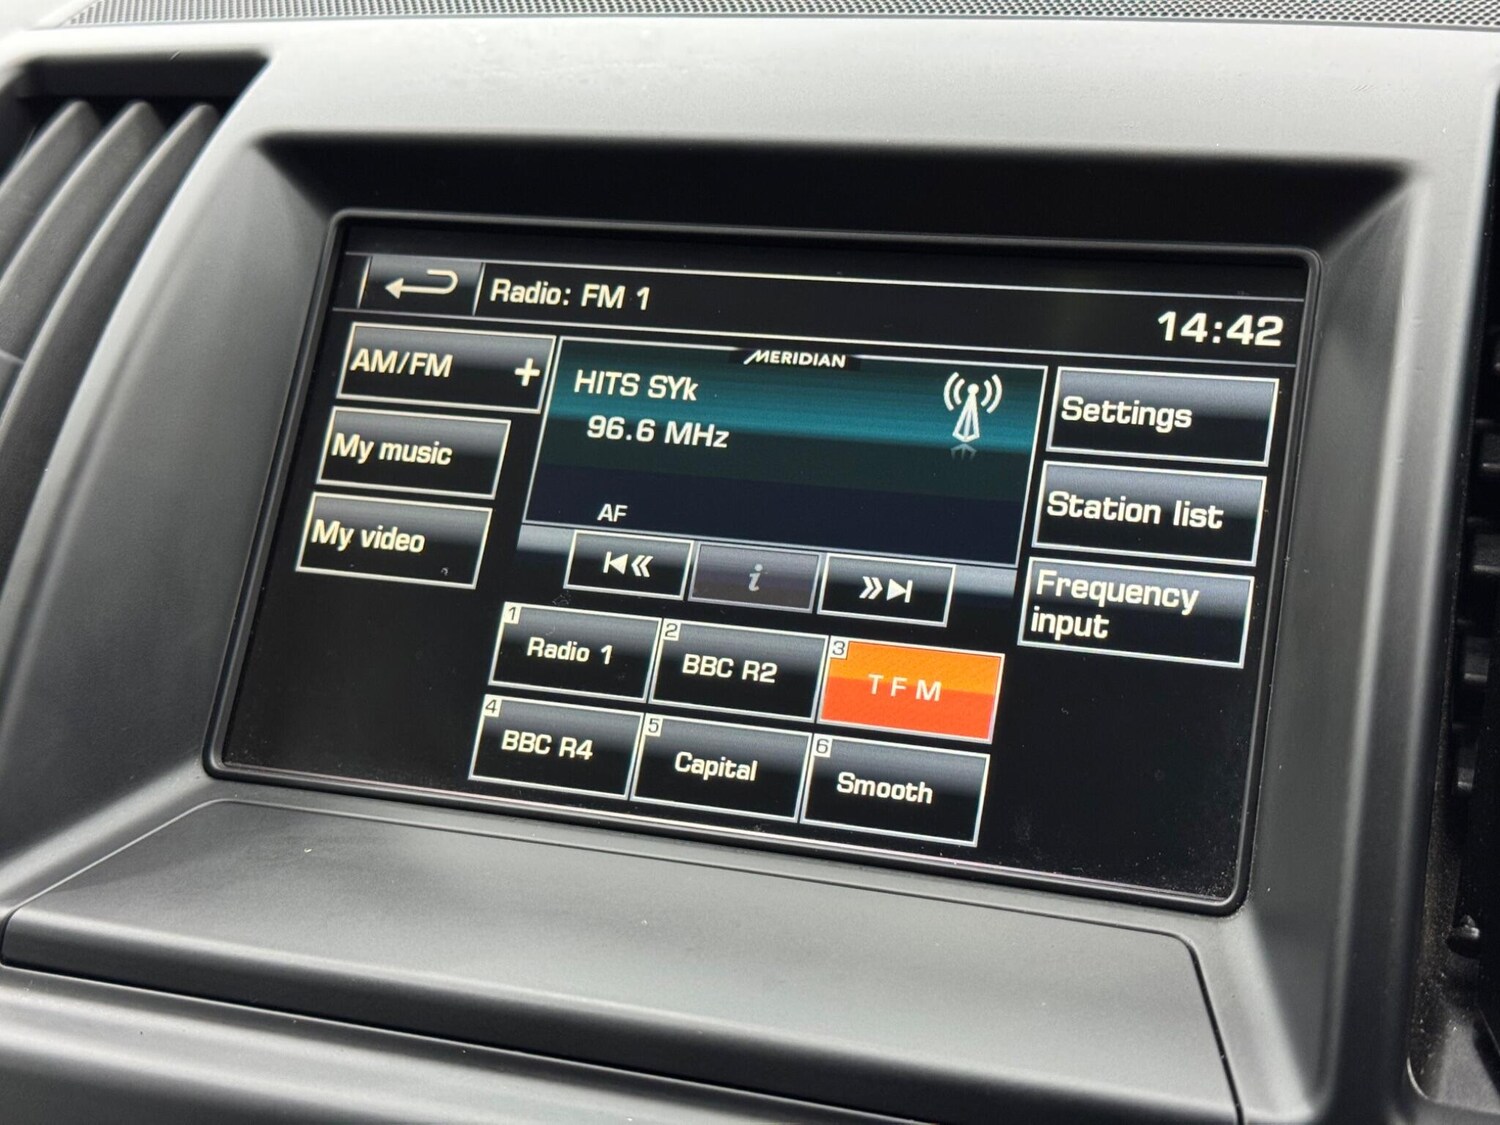 Radio: FM 1
14:42
AM/FM +
My music
My video
MERIDIAN
HITS SYk
96.6 MHz
AF
i
Settings
Station list
Frequency
input
1 Radio 1
2 BBC R2
3 T F M
4 BBC R4
5 Capital
6 Smooth